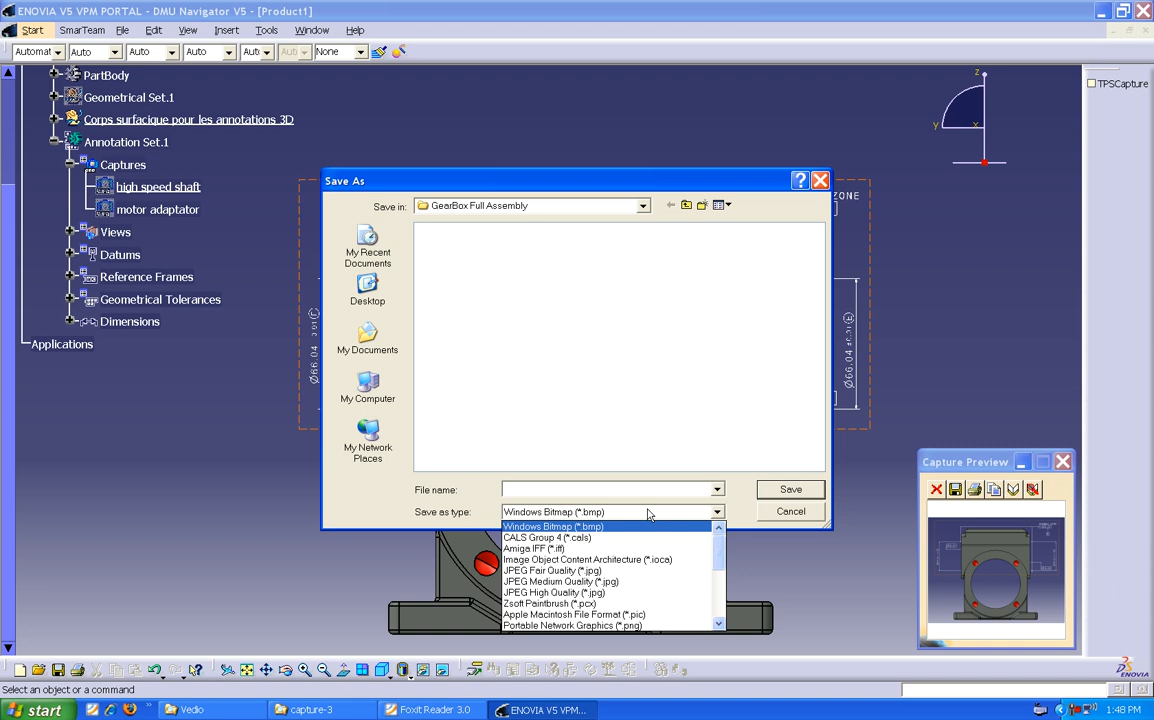 ENOVIA V5 VPM PORTAL - DMU Navigator V5 - [Product1]
Start SmarTeam File Edit View Insert Tools Window Help
Automat Auto Auto Auto Aut None
PartBody
Geometrical Set.1
Corps surfacique pour les annotations 3D
Annotation Set.1
Captures
high speed shaft
motor adaptator
Views
Datums
Reference Frames
Geometrical Tolerances
Dimensions
Applications
z
y
x
TPSCapture
ZONE
Ø66.04
Ø66.04
Save As
Save in: GearBox Full Assembly
My Recent
Documents
Desktop
My Documents
My Computer
My Network
Places
File name:
Save
Save as type: Windows Bitmap (*.bmp)
Cancel
Windows Bitmap (*.bmp)
CALS Group 4 (*.cals)
Amiga IFF (*.iff)
Image Object Content Architecture (*.ioca)
JPEG Fair Quality (*.jpg)
JPEG Medium Quality (*.jpg)
JPEG High Quality (*.jpg)
Zsoft Paintbrush (*.pcx)
Apple Macintosh File Format (*.pic)
Portable Network Graphics (*.png)
Capture Preview
ENOVIA
Select an object or a command
start Vedio capture-3 Foxit Reader 3.0 ENOVIA V5 VPM... 1:48 PM